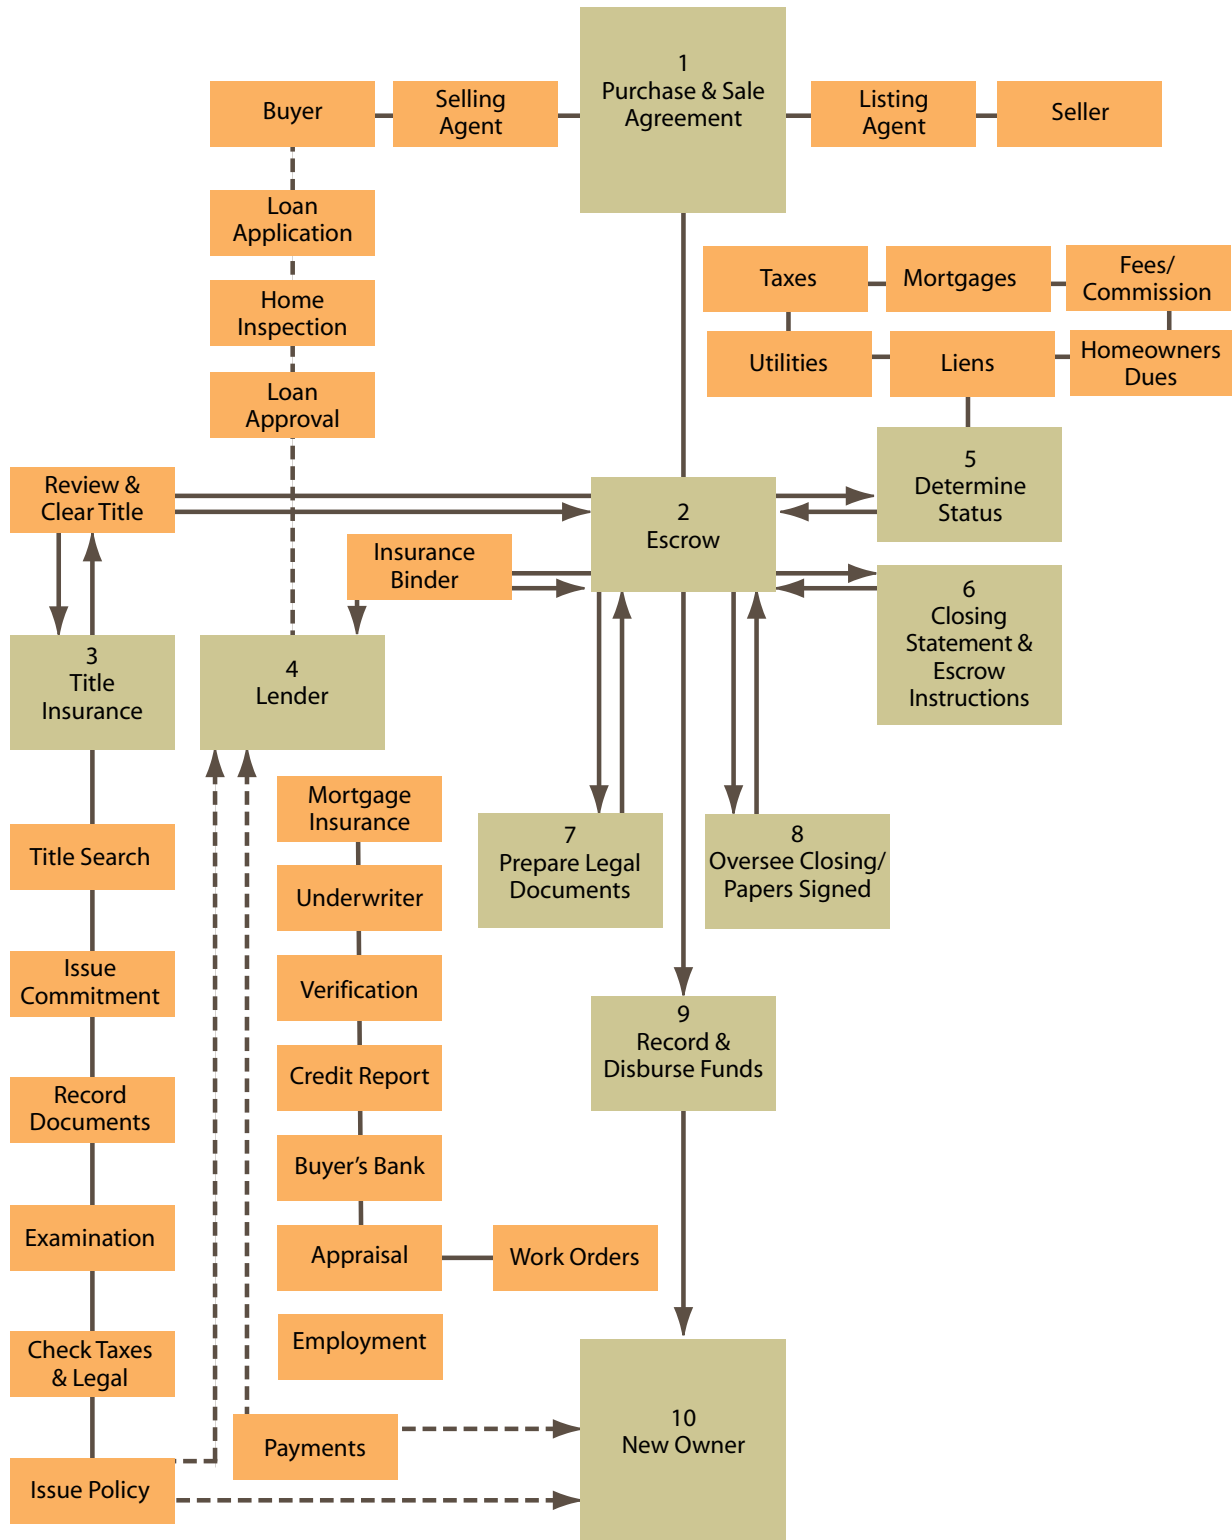 1
Purchase & Sale
Agreement
Buyer
Selling
Agent
Listing
Agent
Seller
Loan
Application
Home
Inspection
Loan
Approval
Taxes
Mortgages
Fees/
Commission
Utilities
Liens
Homeowners
Dues
5
Determine
Status
Review &
Clear Title
2
Escrow
Insurance
Binder
6
Closing
Statement &
Escrow
Instructions
3
Title
Insurance
4
Lender
Mortgage
Insurance
7
Prepare Legal
Documents
8
Oversee Closing/
Papers Signed
Title Search
Underwriter
Issue
Commitment
Verification
9
Record &
Disburse Funds
Credit Report
Record
Documents
Buyer’s Bank
Examination
Appraisal
Work Orders
Employment
Check Taxes
& Legal
10
New Owner
Payments
Issue Policy